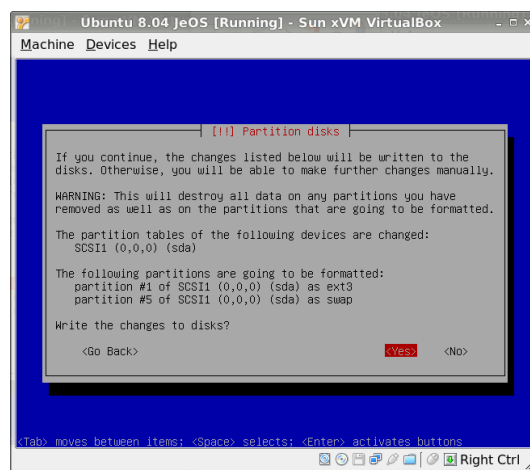 Ubuntu 8.04 JeOS [Running] - Sun xVM VirtualBox
Machine Devices Help
[!!] Partition disks
If you continue, the changes listed below will be written to the
disks. Otherwise, you will be able to make further changes manually.
WARNING: This will destroy all data on any partitions you have
removed as well as on the partitions that are going to be formatted.
The partition tables of the following devices are changed:
SCSI1 (0,0,0) (sda)
The following partitions are going to be formatted:
partition #1 of SCSI1 (0,0,0) (sda) as ext3
partition #5 of SCSI1 (0,0,0) (sda) as swap
Write the changes to disks?
<Go Back> <Yes> <No>
<Tab> moves between items; <Space> selects; <Enter> activates buttons
Right Ctrl